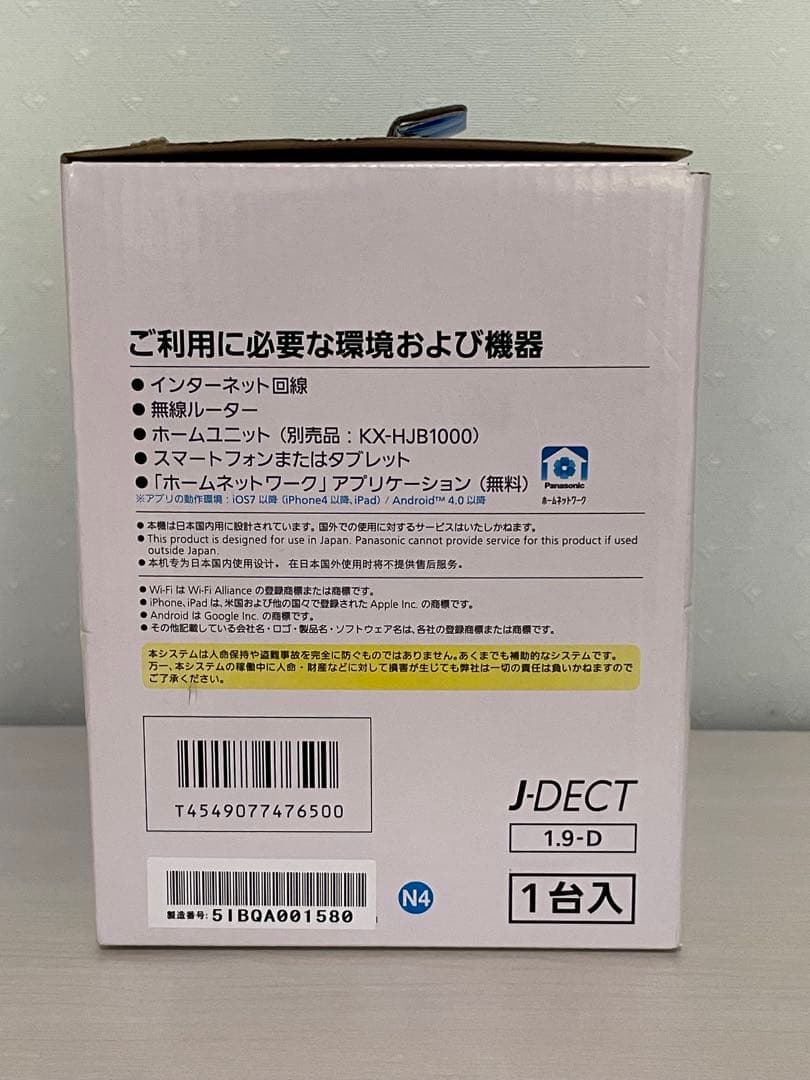 ご利用に必要な環境および機器
● インターネット回線
● 無線ルーター
● ホームユニット（別売品：KX-HJB1000）
● スマートフォンまたはタブレット
● 「ホームネットワーク」アプリケーション（無料）
※アプリの動作環境：iOS7以降（iPhone4以降、iPad）/ Android™ 4.0以降
Panasonic
ホームネットワーク
● 本機は日本国内用に設計されています。国外での使用に対するサービスはいたしかねます。
● This product is designed for use in Japan. Panasonic cannot provide service for this product if used
outside Japan.
● 本机专为日本国内使用设计。 在日本国外使用时将不提供售后服务。
● Wi-Fi は Wi-Fi Alliance の登録商標または商標です。
● iPhone、iPad は、米国および他の国々で登録された Apple Inc. の商標です。
● Android は Google Inc. の商標です。
● その他記載している会社名・ロゴ・製品名・ソフトウェア名は、各社の登録商標または商標です。
本システムは人命保持や盗難事故を完全に防ぐものではありません。あくまでも補助的なシステムです。
万一、本システムの稼働中に人命・財産などに対して損害が生じても弊社は一切の責任は負いかねますので
ご了承ください。
T4549077476500
J-DECT
1.9-D
製造番号: 5IBQA001580
N4
1台入